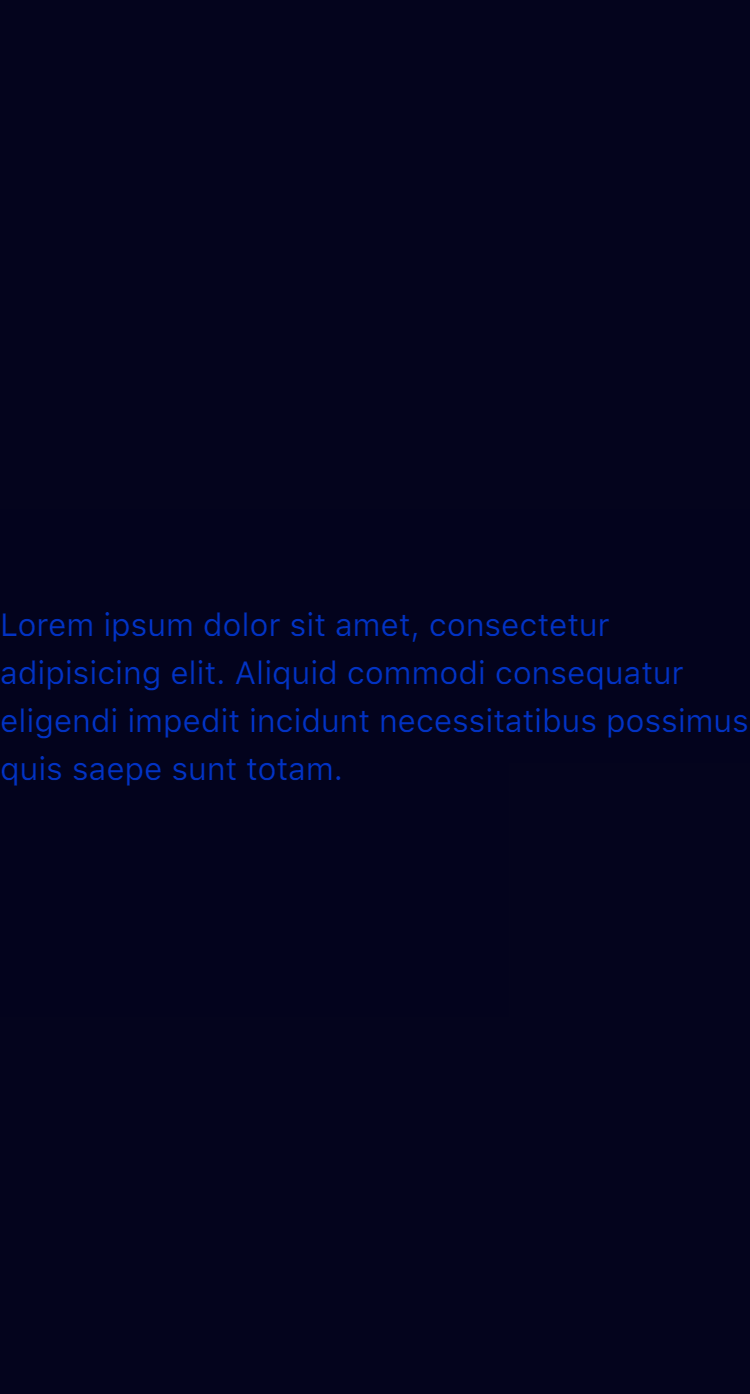 Lorem ipsum dolor sit amet, consectetur
adipisicing elit. Aliquid commodi consequatur
eligendi impedit incidunt necessitatibus possimus
quis saepe sunt totam.